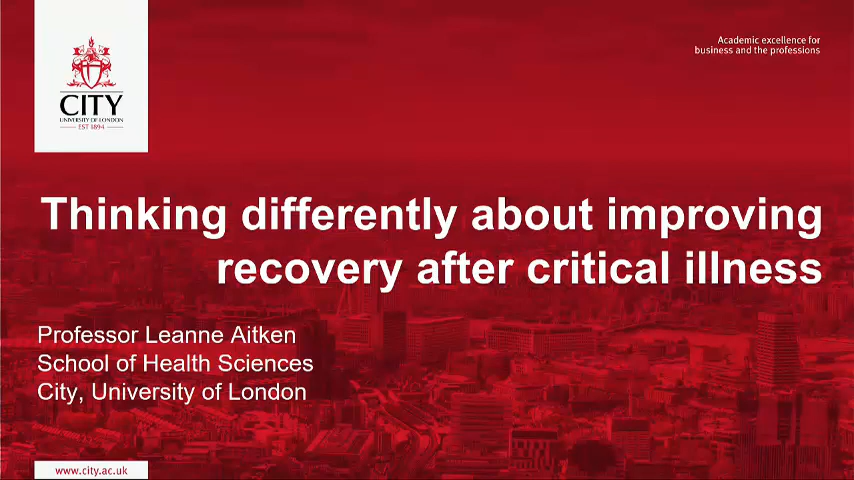 CITY
UNIVERSITY OF LONDON
EST 1894
Academic excellence for
business and the professions
Thinking differently about improving
recovery after critical illness
Professor Leanne Aitken
School of Health Sciences
City, University of London
www.city.ac.uk